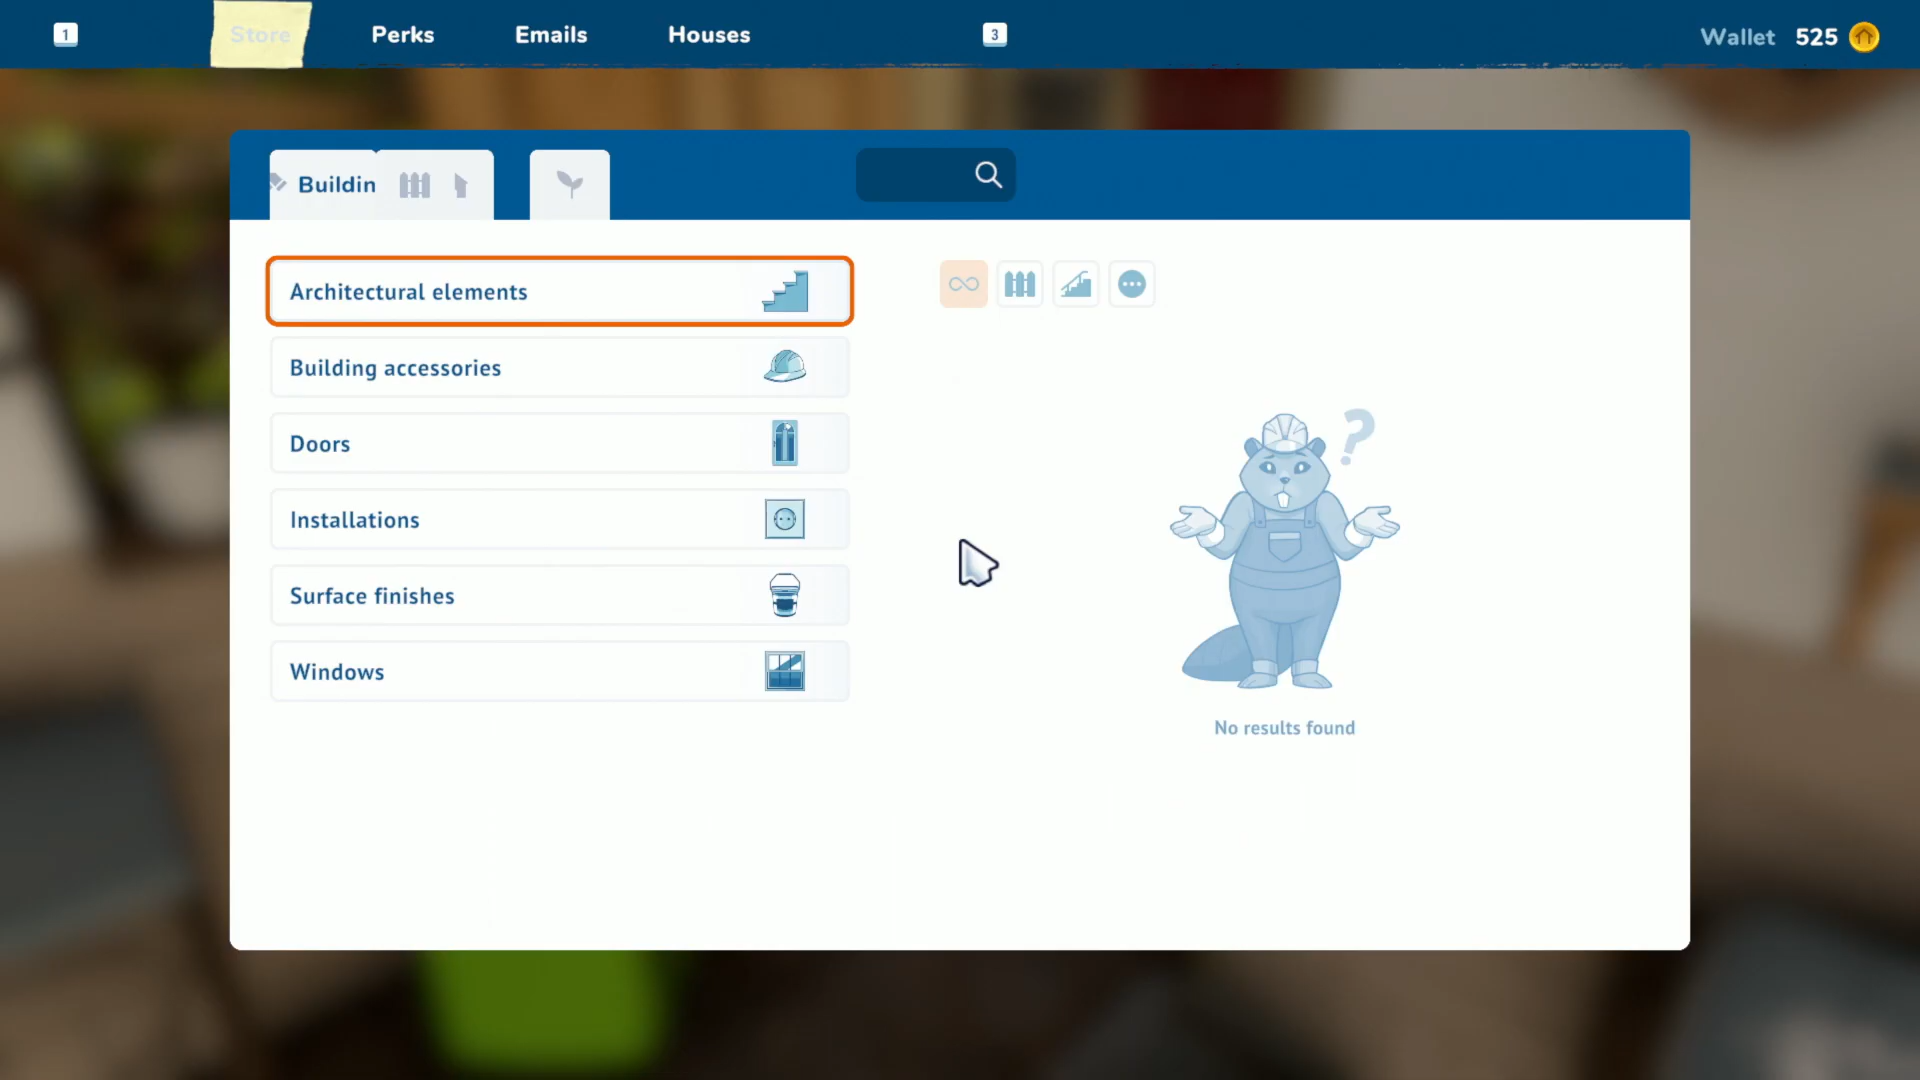 1
Store
Perks
Emails
Houses
3
Wallet 525
Buildin
Architectural elements
Building accessories
Doors
Installations
Surface finishes
Windows
?
No results found